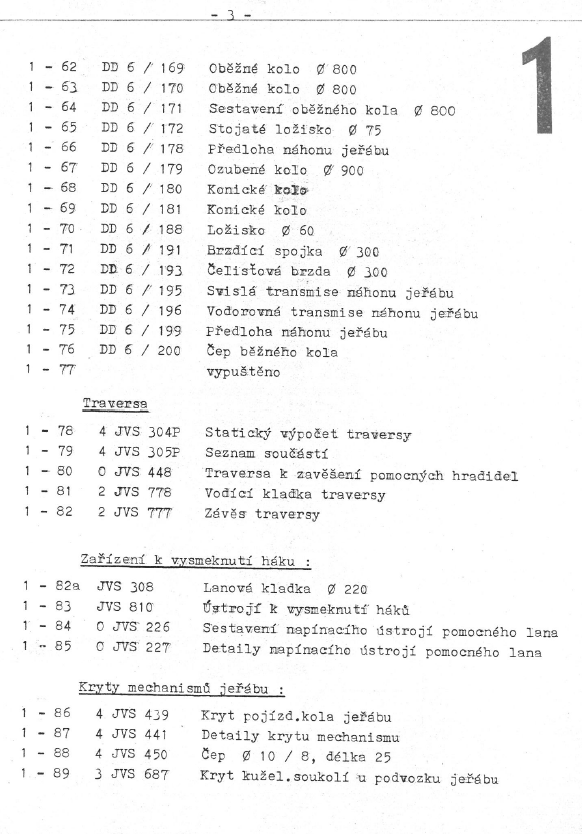 - 3 -
1
1 - 62 DD 6 / 169 Oběžné kolo Ø 800
1 - 63 DD 6 / 170 Oběžné kolo Ø 800
1 - 64 DD 6 / 171 Sestavení oběžného kola Ø 800
1 - 65 DD 6 / 172 Stojaté ložisko Ø 75
1 - 66 DD 6 / 178 Předloha náhonu jeřábu
1 - 67 DD 6 / 179 Ozubené kolo Ø 900
1 - 68 DD 6 / 180 Konické kolo
1 - 69 DD 6 / 181 Konické kolo
1 - 70 DD 6 / 188 Ložisko Ø 60
1 - 71 DD 6 / 191 Brzdící spojka Ø 300
1 - 72 DD 6 / 193 Čelisťová brzda Ø 300
1 - 73 DD 6 / 195 Svislá transmise náhonu jeřábu
1 - 74 DD 6 / 196 Vodorovná transmise náhonu jeřábu
1 - 75 DD 6 / 199 Předloha náhonu jeřábu
1 - 76 DD 6 / 200 Čep běžného kola
1 - 77 vypuštěno
Traversa
1 - 78 4 JVS 304P Statický výpočet traversy
1 - 79 4 JVS 305P Seznam součástí
1 - 80 0 JVS 448 Traversa k zavěšení pomocných hradidel
1 - 81 2 JVS 778 Vodící kladka traversy
1 - 82 2 JVS 777 Závěs traversy
Zařízení k vysmeknutí háku :
1 - 82a JVS 308 Lanová kladka Ø 220
1 - 83 JVS 810 Ústrojí k vysmeknutí háků
1 - 84 0 JVS 226 Sestavení napínacího ústrojí pomocného lana
1 - 85 0 JVS 227 Detaily napínacího ústrojí pomocného lana
Kryty mechanismů jeřábu :
1 - 86 4 JVS 439 Kryt pojízd.kola jeřábu
1 - 87 4 JVS 441 Detaily krytu mechanismu
1 - 88 4 JVS 450 Čep Ø 10 / 8, délka 25
1 - 89 3 JVS 687 Kryt kužel.soukolí u podvozku jeřábu